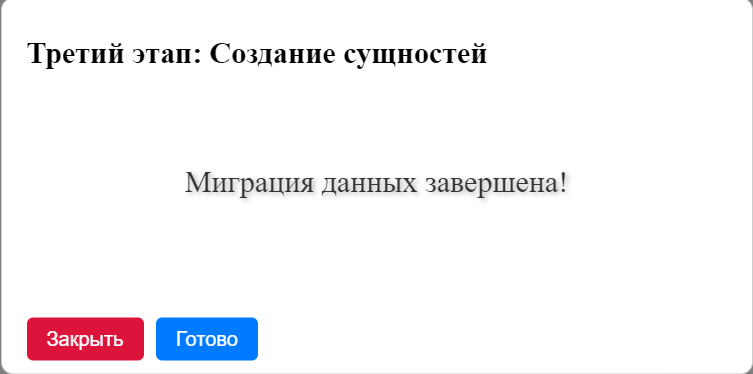 Третий этап: Создание сущностей
Миграция данных завершена!
Закрыть Готово